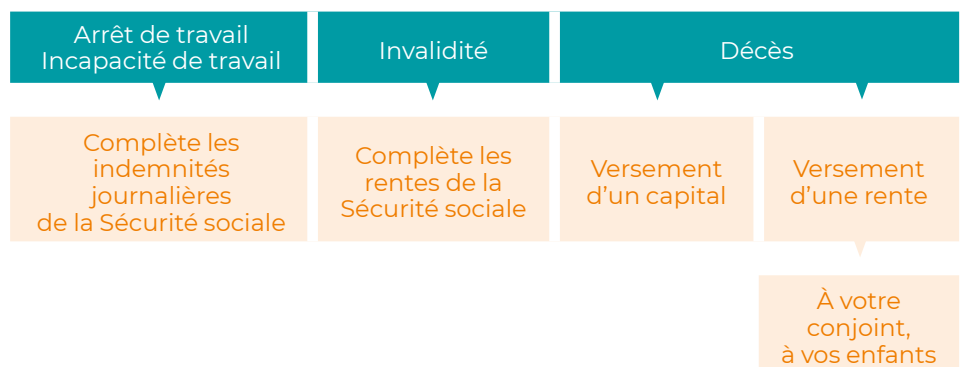 Arrêt de travail
Incapacité de travail
Invalidité
Décès
Complète les
indemnités
journalières
de la Sécurité sociale
Complète les
rentes de la
Sécurité sociale
Versement
d’un capital
Versement
d’une rente
À votre
conjoint,
à vos enfants